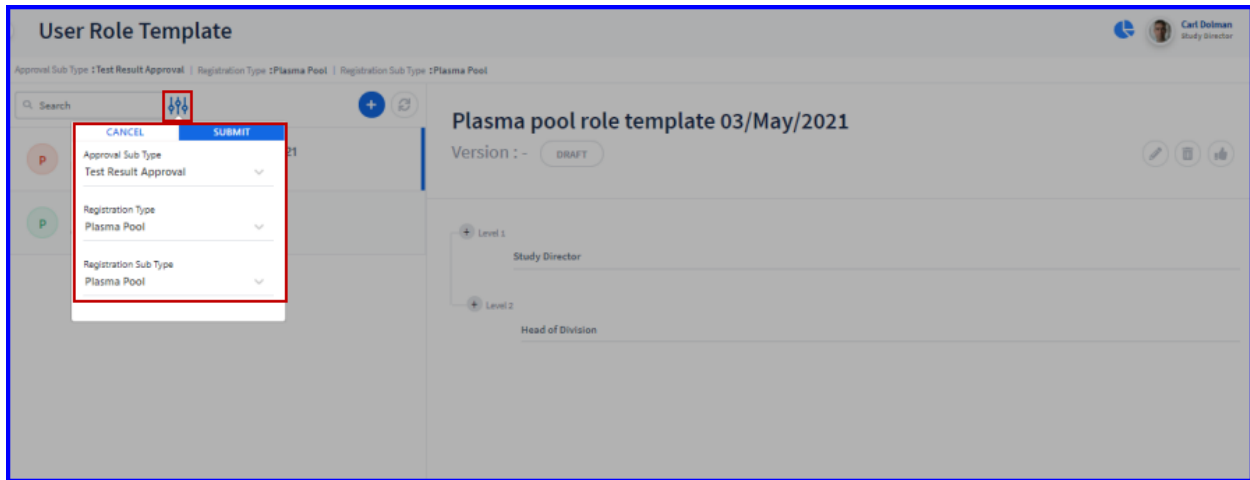 User Role Template
Carl Dolman
Study Director
Approval Sub Type : Test Result Approval | Registration Type : Plasma Pool | Registration Sub Type : Plasma Pool
Search
CANCEL SUBMIT
Approval Sub Type
Test Result Approval
Registration Type
Plasma Pool
Registration Sub Type
Plasma Pool
P
21
P
Plasma pool role template 03/May/2021
Version : - DRAFT
Level 1
Study Director
Level 2
Head of Division